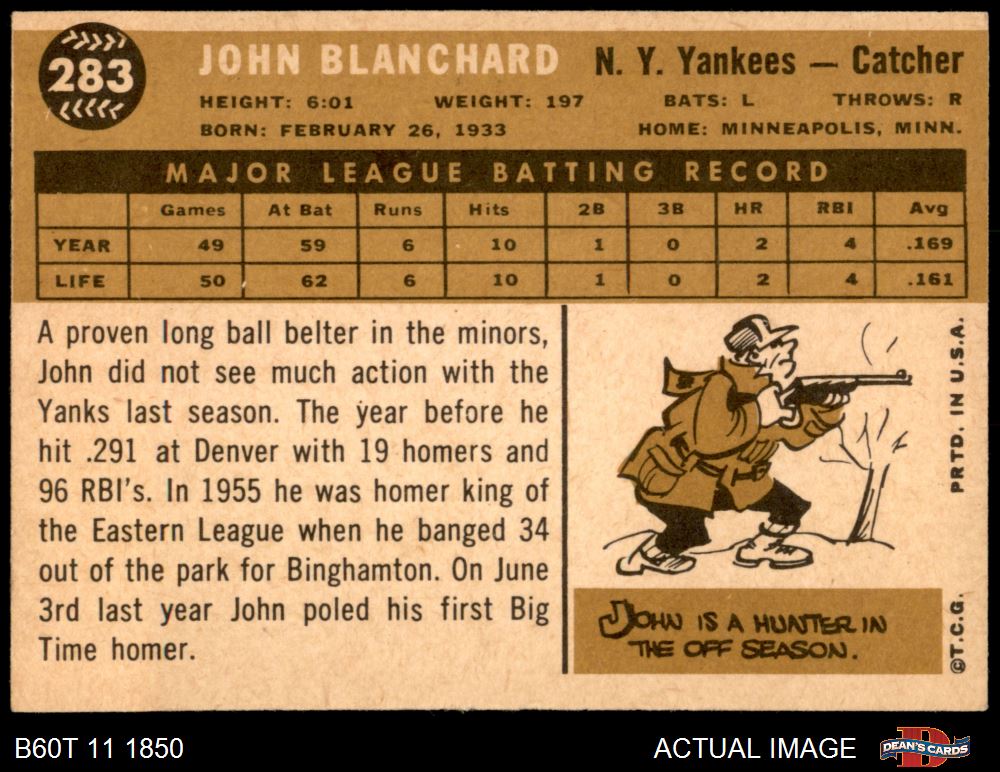 283
JOHN BLANCHARD N. Y. Yankees — Catcher
HEIGHT: 6:01 WEIGHT: 197 BATS: L THROWS: R
BORN: FEBRUARY 26, 1933 HOME: MINNEAPOLIS, MINN.
MAJOR LEAGUE BATTING RECORD
Games At Bat Runs Hits 2B 3B HR RBI Avg
YEAR 49 59 6 10 1 0 2 4 .169
LIFE 50 62 6 10 1 0 2 4 .161
A proven long ball belter in the minors,
John did not see much action with the
Yanks last season. The year before he
hit .291 at Denver with 19 homers and
96 RBI's. In 1955 he was homer king of
the Eastern League when he banged 34
out of the park for Binghamton. On June
3rd last year John poled his first Big
Time homer.
JOHN IS A HUNTER IN
THE OFF SEASON.
©T.C.G. PRTD. IN U.S.A.
B60T 11 1850 ACTUAL IMAGE DEAN'S CARDS